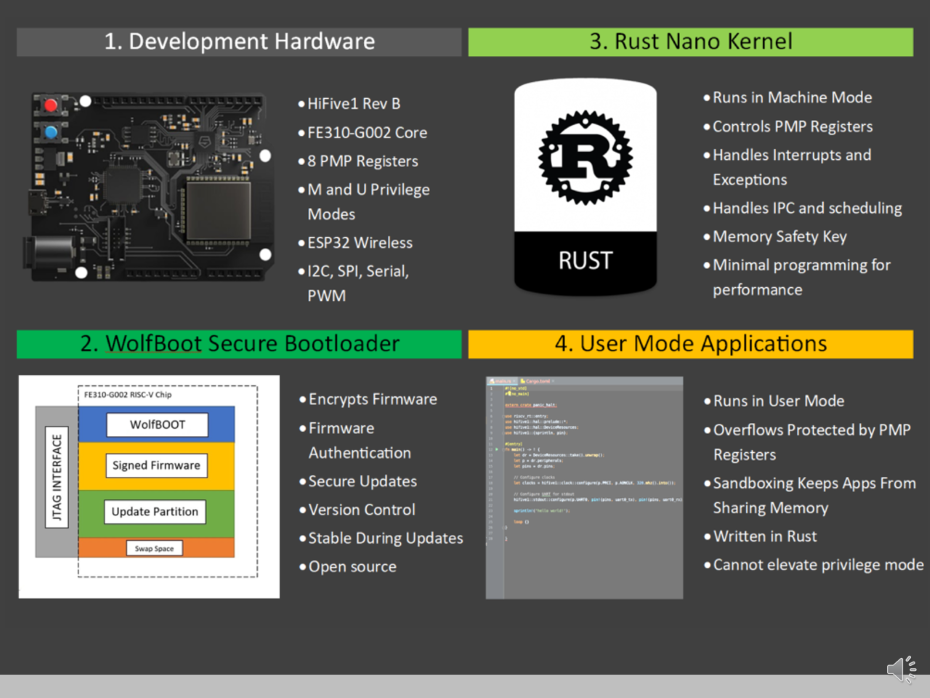 1. Development Hardware
• HiFive1 Rev B
• FE310-G002 Core
• 8 PMP Registers
• M and U Privilege
Modes
• ESP32 Wireless
• I2C, SPI, Serial,
PWM
3. Rust Nano Kernel
R
RUST
• Runs in Machine Mode
• Controls PMP Registers
• Handles Interrupts and
Exceptions
• Handles IPC and scheduling
• Memory Safety Key
• Minimal programming for
performance
2. WolfBoot Secure Bootloader
FE310-G002 RISC-V Chip
JTAG INTERFACE
WolfBOOT
Signed Firmware
Update Partition
Swap Space
• Encrypts Firmware
• Firmware
Authentication
• Secure Updates
• Version Control
• Stable During Updates
• Open source
4. User Mode Applications
• Runs in User Mode
• Overflows Protected by PMP
Registers
• Sandboxing Keeps Apps From
Sharing Memory
• Written in Rust
• Cannot elevate privilege mode